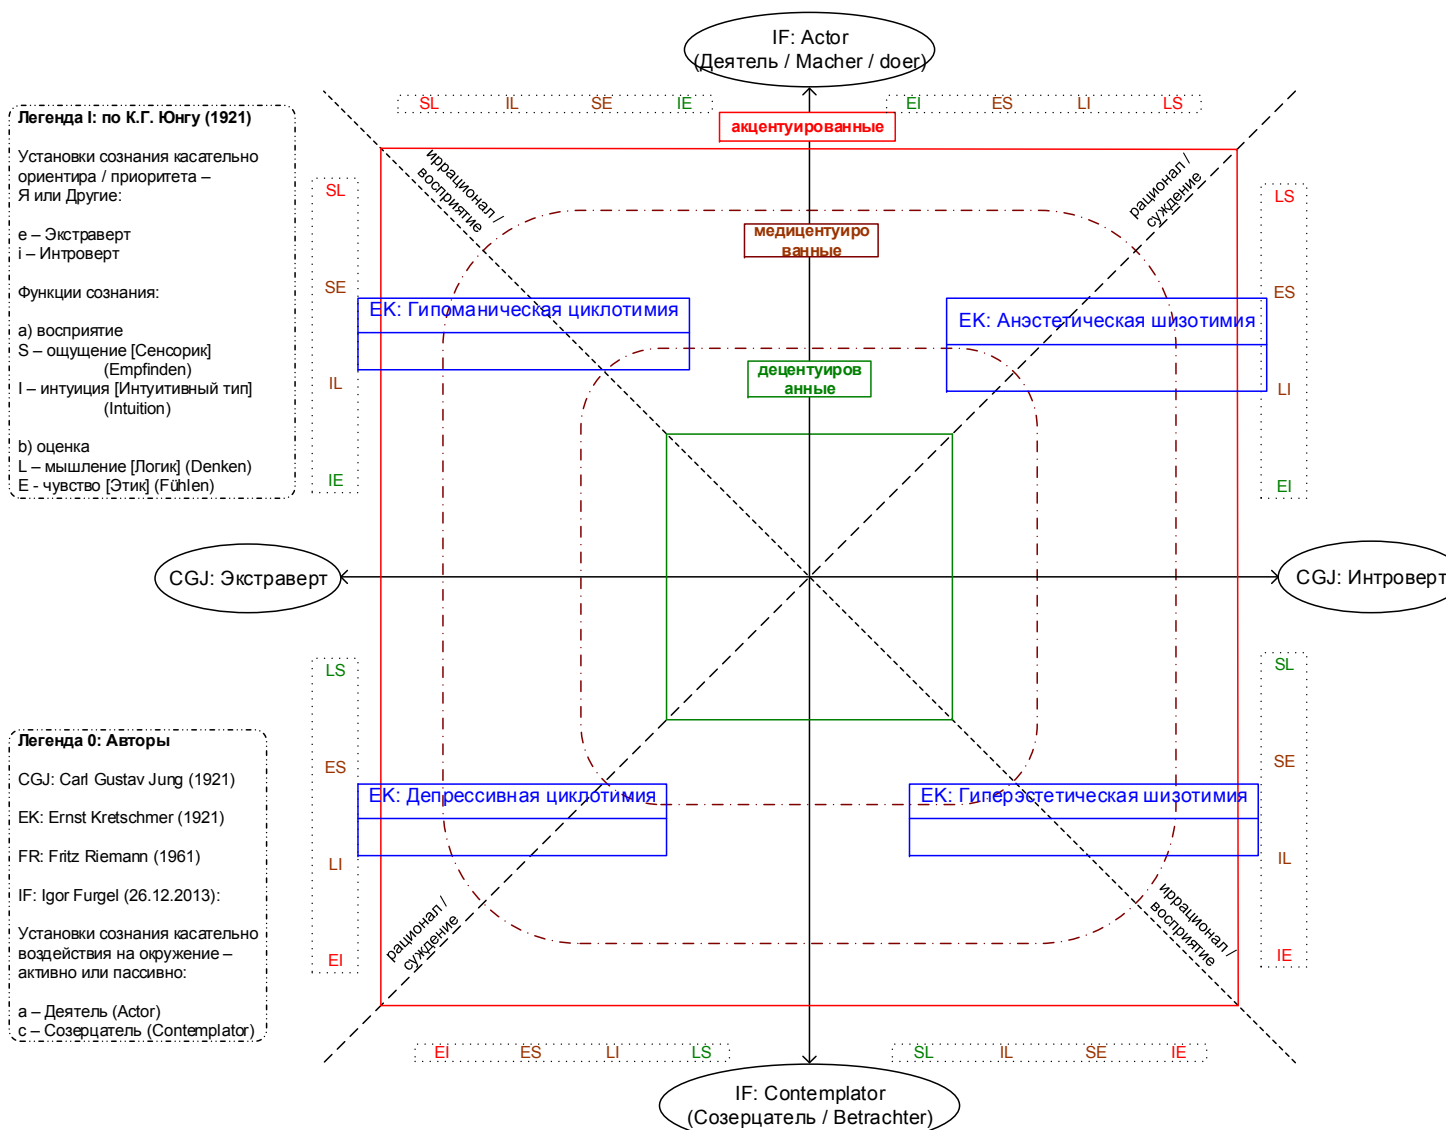 IF: Actor
(Деятель / Macher / doer)
SL IL SE IE
EI ES LI LS
акцентуированные
Легенда I: по К.Г. Юнгу (1921)
Установки сознания касательно
ориентира / приоритета –
Я или Другие:
e – Экстраверт
i – Интроверт
Функции сознания:
a) восприятие
S – ощущение [Сенсорик]
(Empfinden)
I – интуиция [Интуитивный тип]
(Intuition)
b) оценка
L – мышление [Логик] (Denken)
E - чувство [Этик] (Fühlen)
SL
SE
IL
IE
иррационал /
восприятие
рационал /
суждение
LS
ES
LI
EI
медицентуиро
ванные
EK: Гипоманическая циклотимия
EK: Анэстетическая шизотимия
децентуиров
анные
CGJ: Экстраверт
CGJ: Интроверт
LS
ES
LI
EI
SL
SE
IL
IE
Легенда 0: Авторы
CGJ: Carl Gustav Jung (1921)
EK: Ernst Kretschmer (1921)
FR: Fritz Riemann (1961)
IF: Igor Furgel (26.12.2013):
Установки сознания касательно
воздействия на окружение –
активно или пассивно:
a – Деятель (Actor)
c – Созерцатель (Contemplator)
EK: Депрессивная циклотимия
EK: Гиперэстетическая шизотимия
рационал /
суждение
иррационал /
восприятие
EI ES LI LS
SL IL SE IE
IF: Contemplator
(Созерцатель / Betrachter)